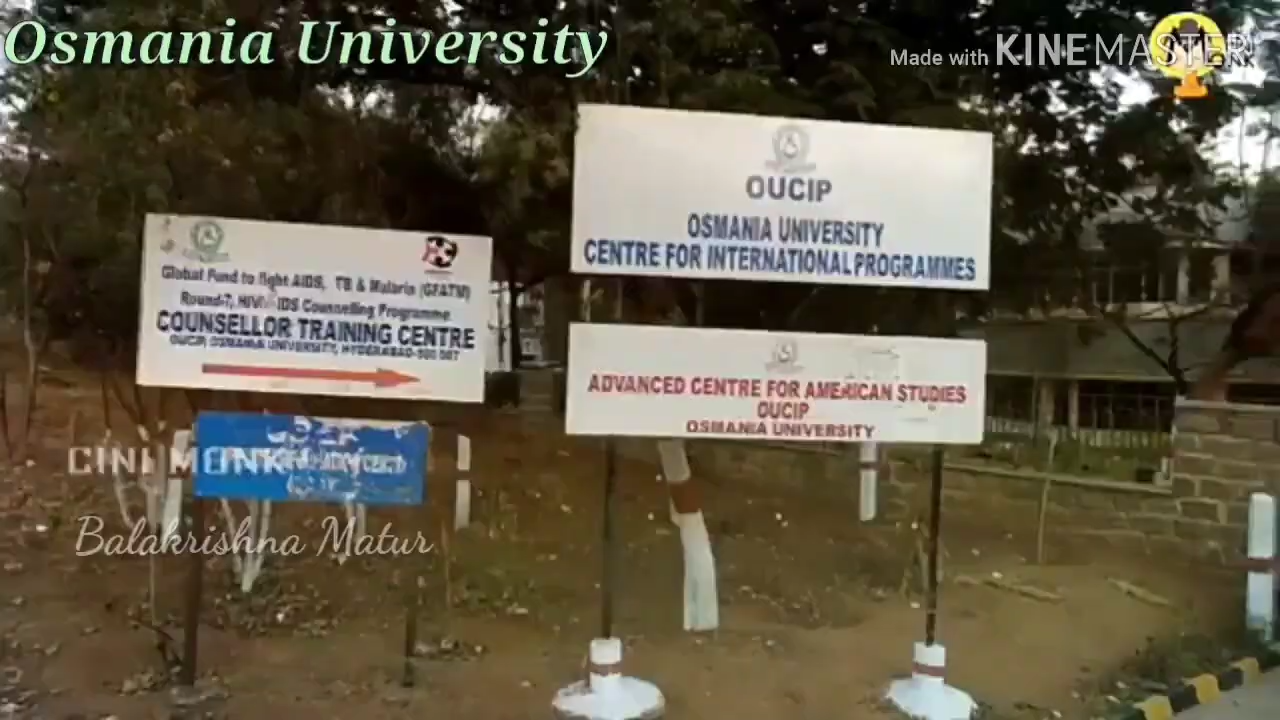 Osmania University
Made with KINEMASTER
OUCIP
OSMANIA UNIVERSITY
CENTRE FOR INTERNATIONAL PROGRAMMES
Global Fund to fight AIDS, TB & Malaria (GFATM)
Round-7, HIV/AIDS Counselling Programme
COUNSELLOR TRAINING CENTRE
OUCIP, OSMANIA UNIVERSITY, HYDERABAD-500 007
ADVANCED CENTRE FOR AMERICAN STUDIES
OUCIP
OSMANIA UNIVERSITY
CINI MONK
Balakrishna Matur